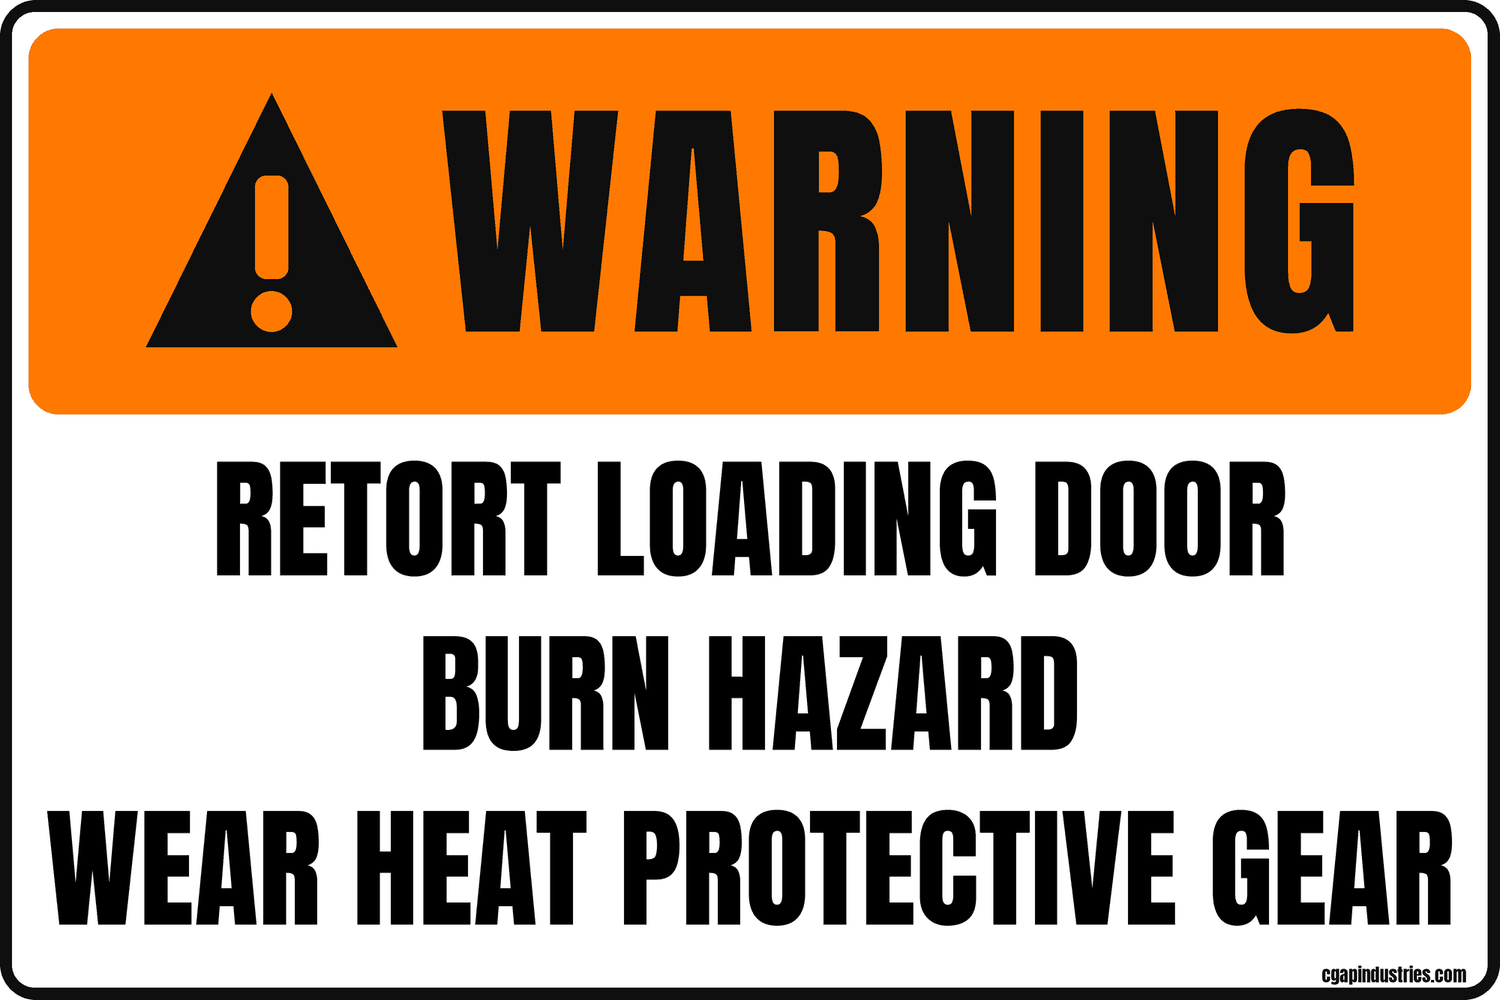 WARNING
RETORT LOADING DOOR
BURN HAZARD
WEAR HEAT PROTECTIVE GEAR
cgapindustries.com